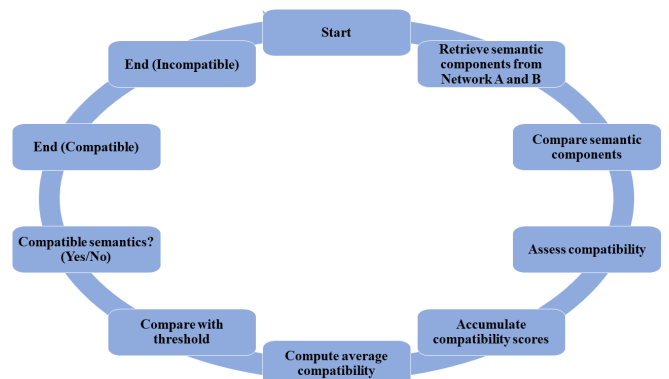 Start
Retrieve semantic
components from
Network A and B
Compare semantic
components
Assess compatibility
Accumulate
compatibility scores
Compute average
compatibility
Compare with
threshold
Compatible semantics?
(Yes/No)
End (Compatible)
End (Incompatible)